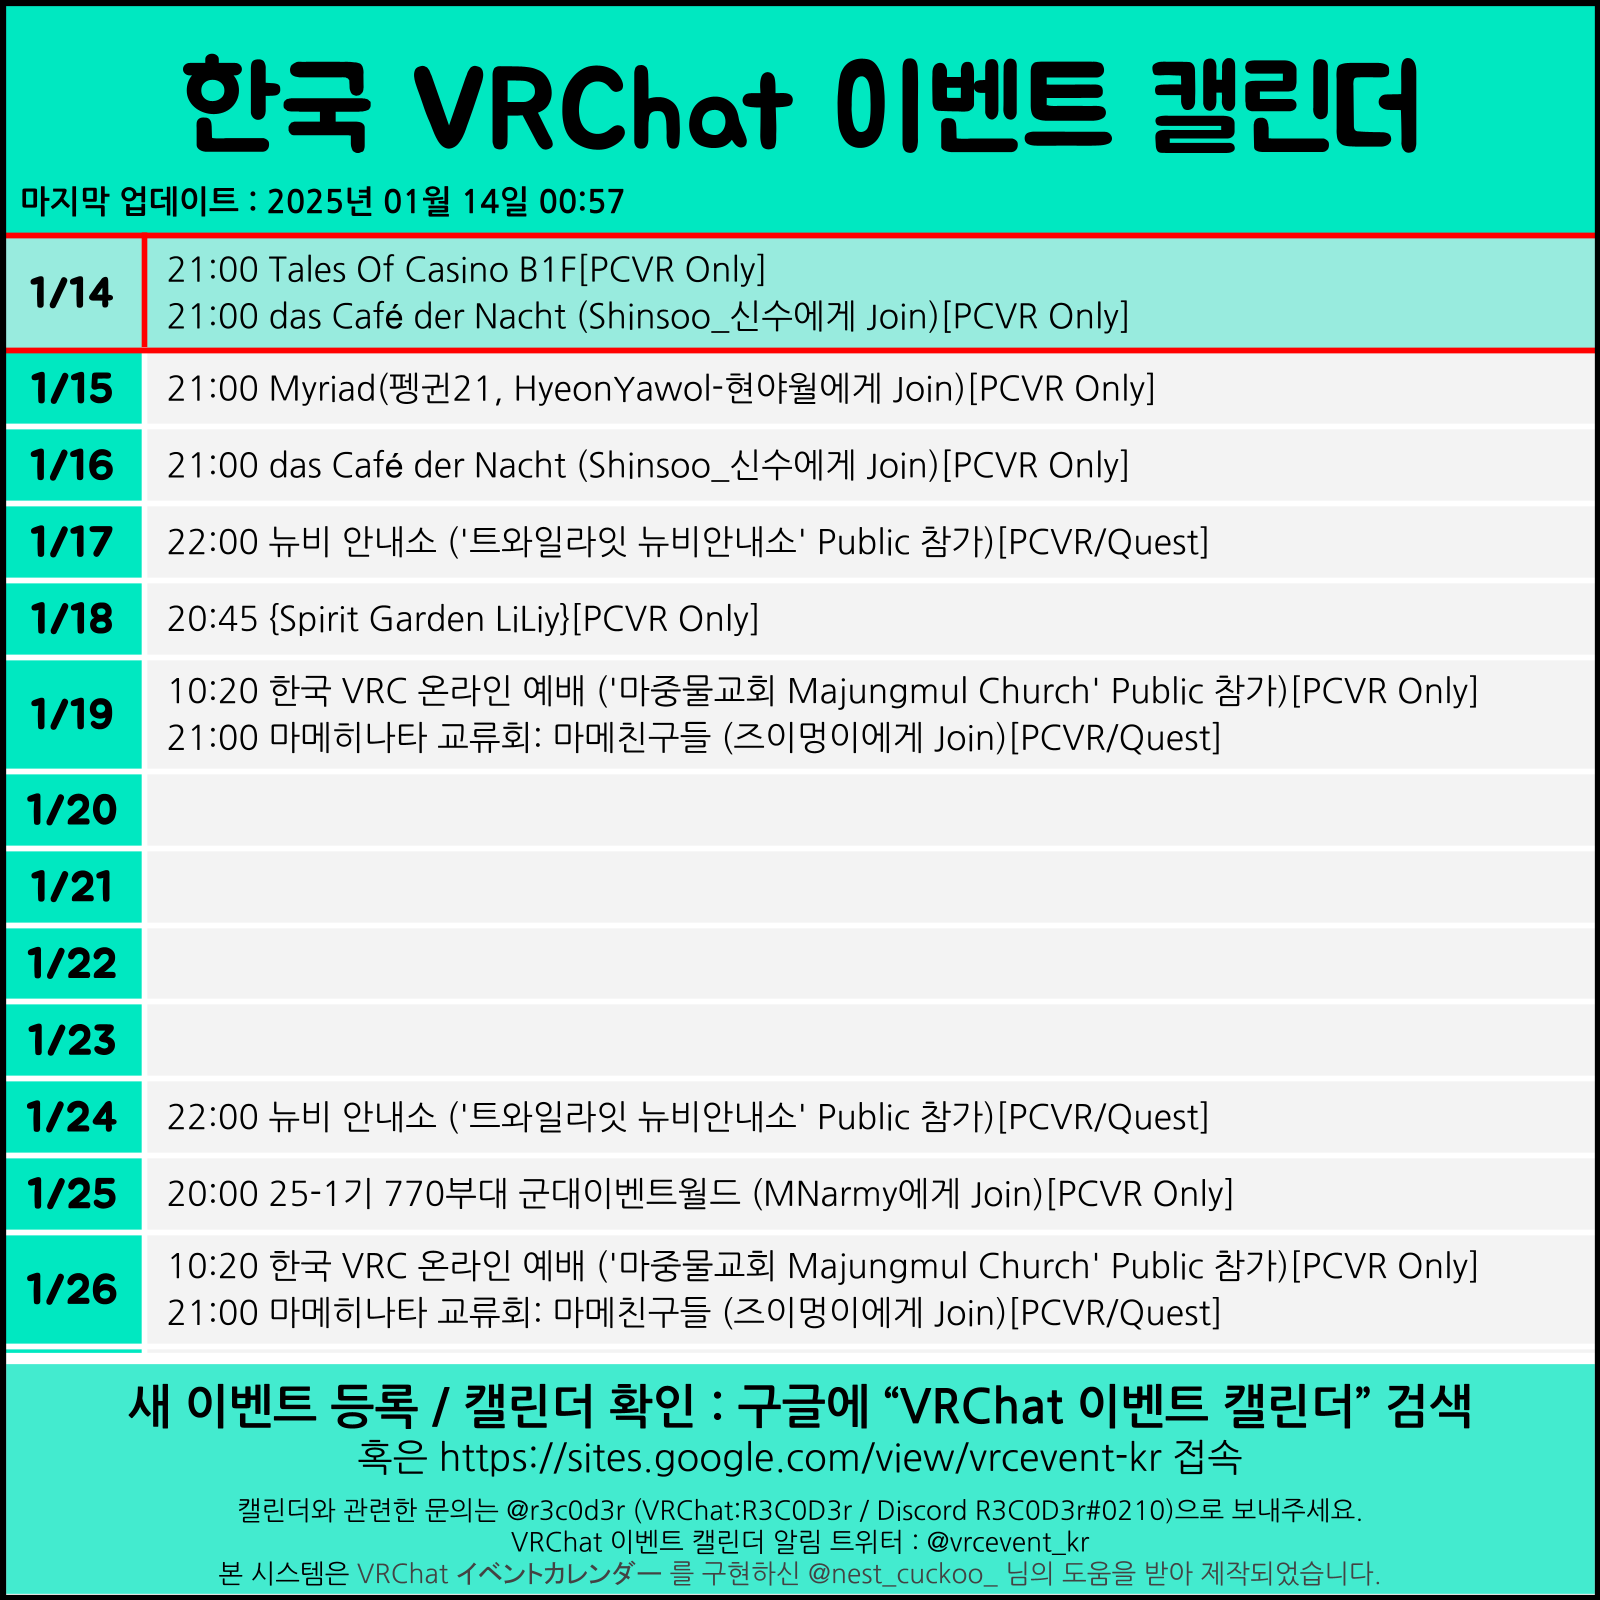 한국 VRChat 이벤트 캘린더
마지막 업데이트 : 2025년 01월 14일 00:57
1/14
21:00 Tales Of Casino B1F[PCVR Only]
21:00 das Café der Nacht (Shinsoo_신수에게 Join)[PCVR Only]
1/15
21:00 Myriad(펭귄21, HyeonYawol-현야월에게 Join)[PCVR Only]
1/16
21:00 das Café der Nacht (Shinsoo_신수에게 Join)[PCVR Only]
1/17
22:00 뉴비 안내소 ('트와일라잇 뉴비안내소' Public 참가)[PCVR/Quest]
1/18
20:45 {Spirit Garden LiLiy}[PCVR Only]
1/19
10:20 한국 VRC 온라인 예배 ('마중물교회 Majungmul Church' Public 참가)[PCVR Only]
21:00 마메히나타 교류회: 마메친구들 (즈이멍이에게 Join)[PCVR/Quest]
1/20
1/21
1/22
1/23
1/24
22:00 뉴비 안내소 ('트와일라잇 뉴비안내소' Public 참가)[PCVR/Quest]
1/25
20:00 25-1기 770부대 군대이벤트월드 (MNarmy에게 Join)[PCVR Only]
1/26
10:20 한국 VRC 온라인 예배 ('마중물교회 Majungmul Church' Public 참가)[PCVR Only]
21:00 마메히나타 교류회: 마메친구들 (즈이멍이에게 Join)[PCVR/Quest]
새 이벤트 등록 / 캘린더 확인 : 구글에 “VRChat 이벤트 캘린더” 검색
혹은 https://sites.google.com/view/vrcevent-kr 접속
캘린더와 관련한 문의는 @r3c0d3r (VRChat:R3C0D3r / Discord R3C0D3r#0210)으로 보내주세요.
VRChat 이벤트 캘린더 알림 트위터 : @vrcevent_kr
본 시스템은 VRChat イベントカレンダー 를 구현하신 @nest_cuckoo_ 님의 도움을 받아 제작되었습니다.